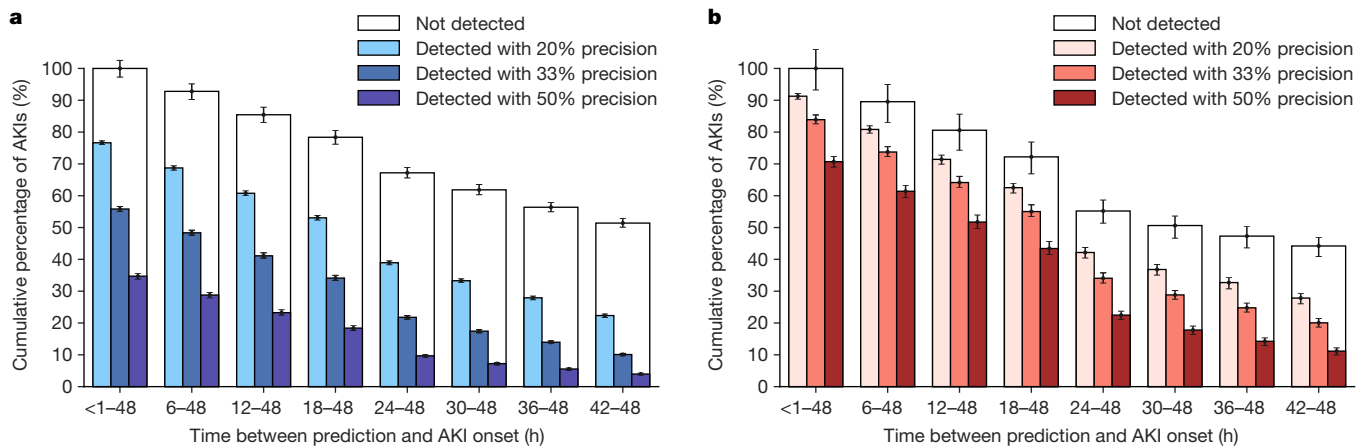 a
Not detected
Detected with 20% precision
Detected with 33% precision
Detected with 50% precision
Cumulative percentage of AKIs (%)
100
90
80
70
60
50
40
30
20
10
0
<1–48 6–48 12–48 18–48 24–48 30–48 36–48 42–48
Time between prediction and AKI onset (h)
b
Not detected
Detected with 20% precision
Detected with 33% precision
Detected with 50% precision
Cumulative percentage of AKIs (%)
100
90
80
70
60
50
40
30
20
10
0
<1–48 6–48 12–48 18–48 24–48 30–48 36–48 42–48
Time between prediction and AKI onset (h)